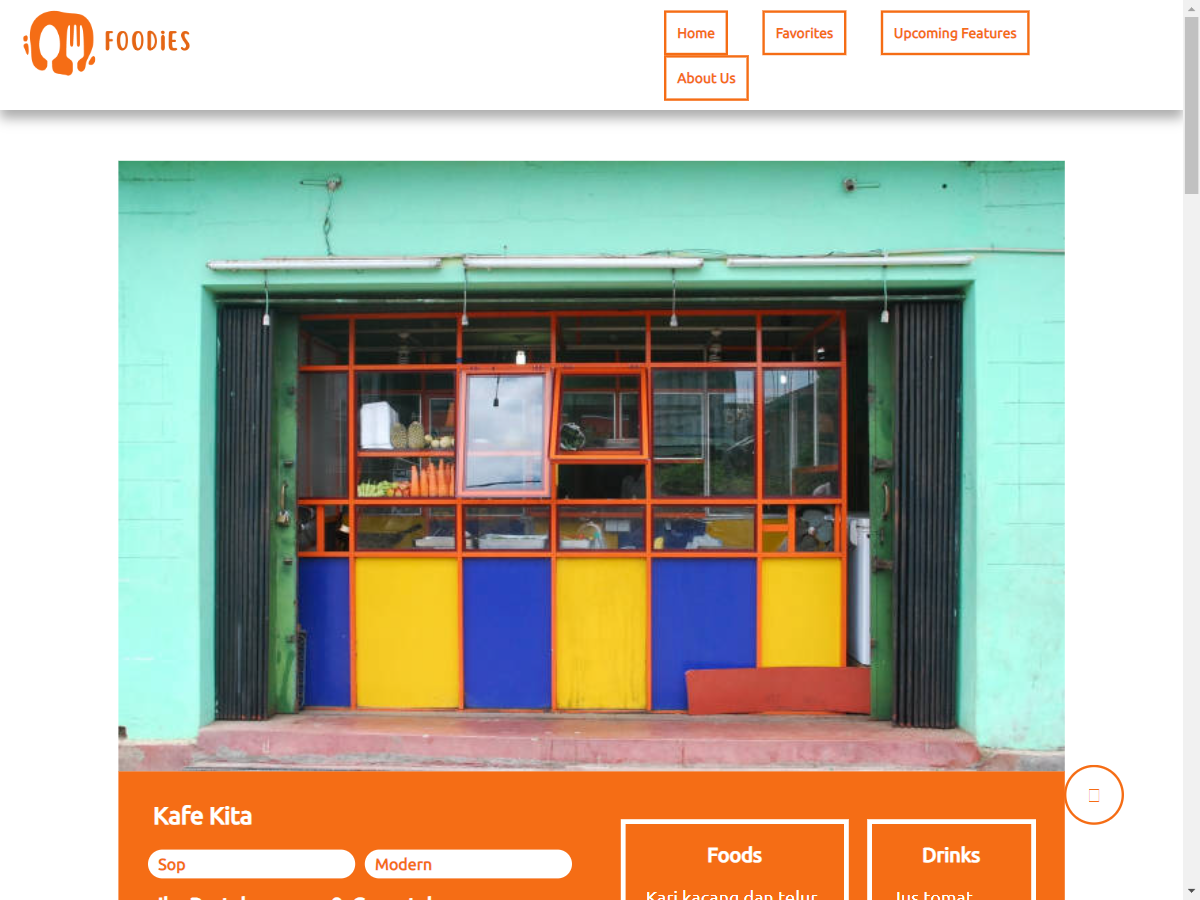 FOODiES
Home
Favorites
Upcoming Features
About Us
Kafe Kita
Sop
Modern
Foods
Drinks
Kari kacang dan telur
Jus tomat